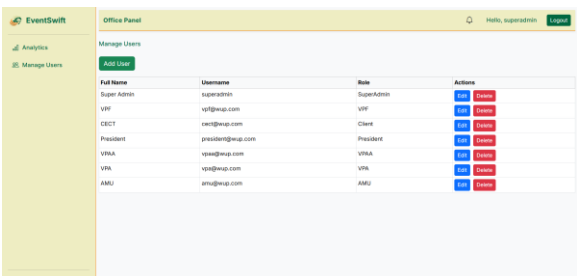 EventSwift
Office Panel
Hello, superadmin
Logout
Analytics
Manage Users
Manage Users
Add User
Full Name Username Role Actions
Super Admin superadmin SuperAdmin Edit Delete
VPF vpf@wup.com VPF Edit Delete
CECT cect@wup.com Client Edit Delete
President president@wup.com President Edit Delete
VPAA vpaa@wup.com VPAA Edit Delete
VPA vpa@wup.com VPA Edit Delete
AMU amu@wup.com AMU Edit Delete